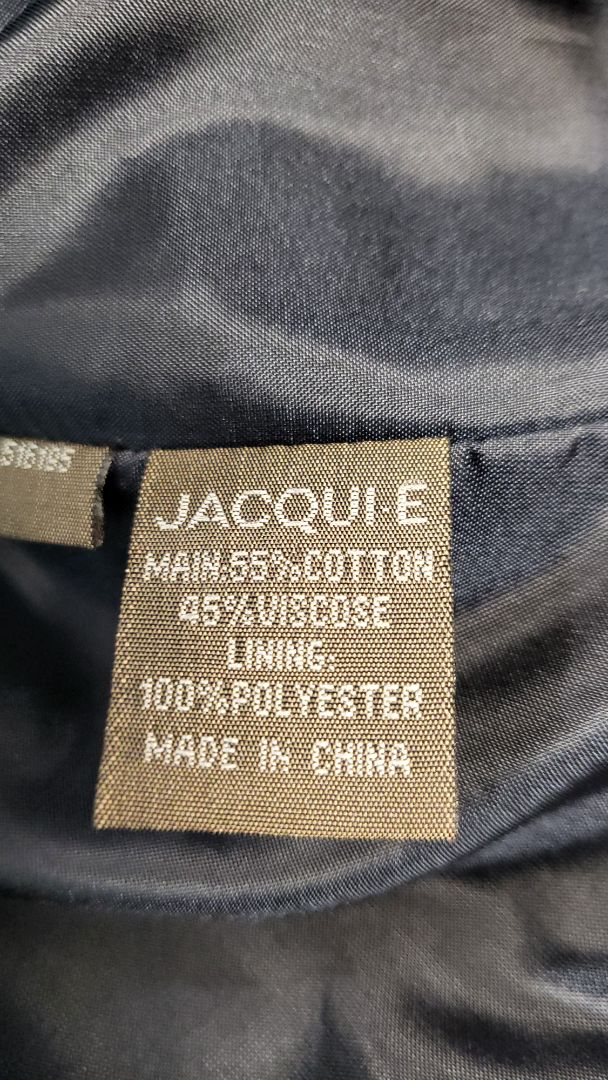 JACQUI·E
MAIN:55%COTTON
45%VISCOSE
LINING:
100%POLYESTER
MADE IN CHINA